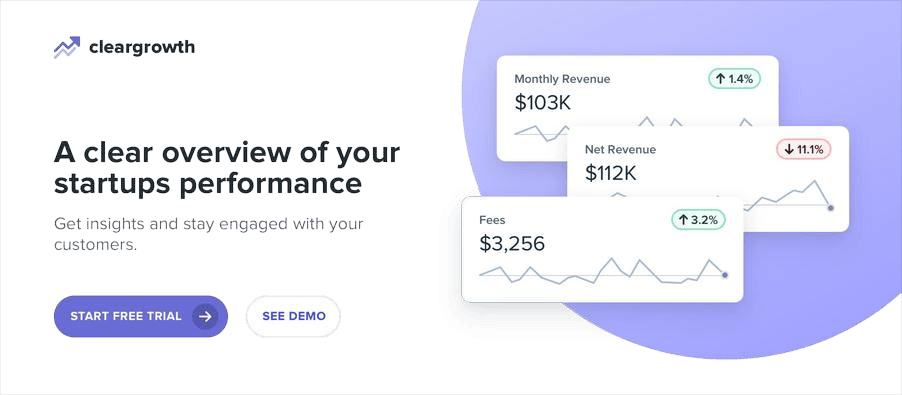 cleargrowth
A clear overview of your
startups performance
Get insights and stay engaged with your
customers.
START FREE TRIAL
SEE DEMO
Monthly Revenue
1.4%
$103K
Net Revenue
11.1%
$112K
Fees
3.2%
$3,256